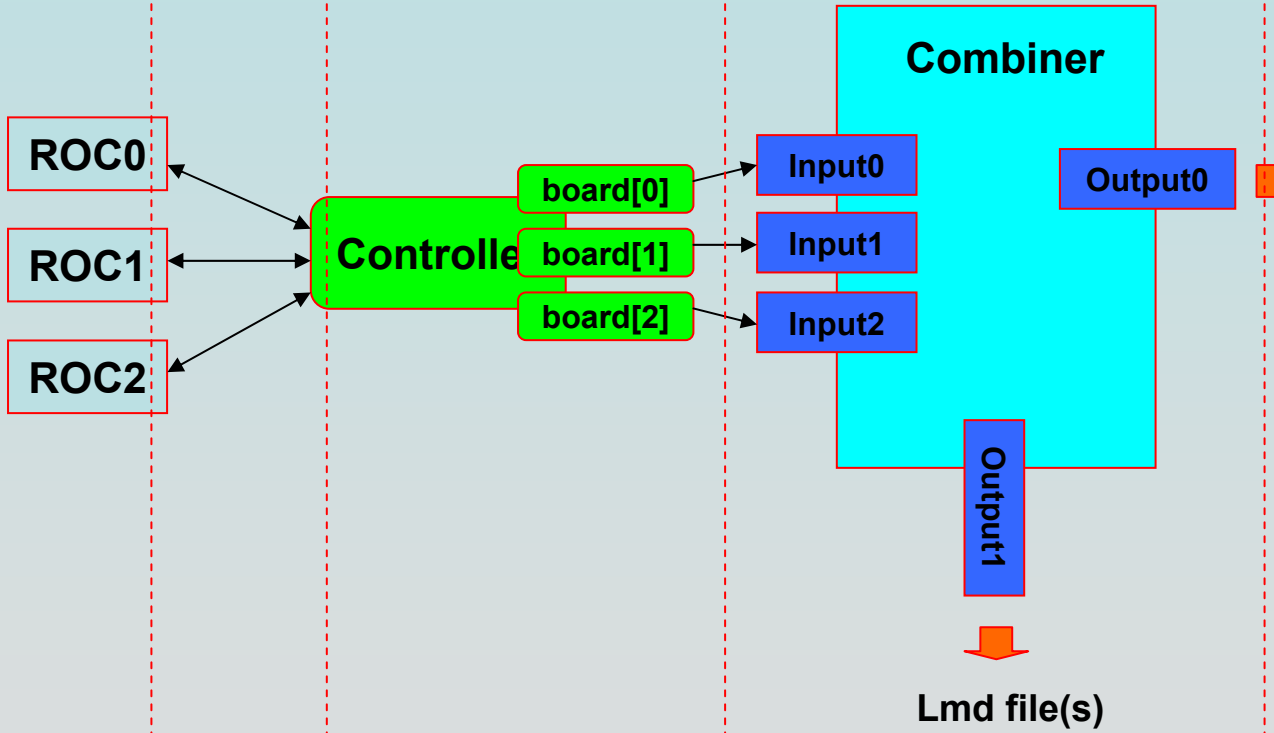 Combiner
ROC0
ROC1
ROC2
Controlle
board[0]
board[1]
board[2]
Input0
Input1
Input2
Output0
Output1
Lmd file(s)